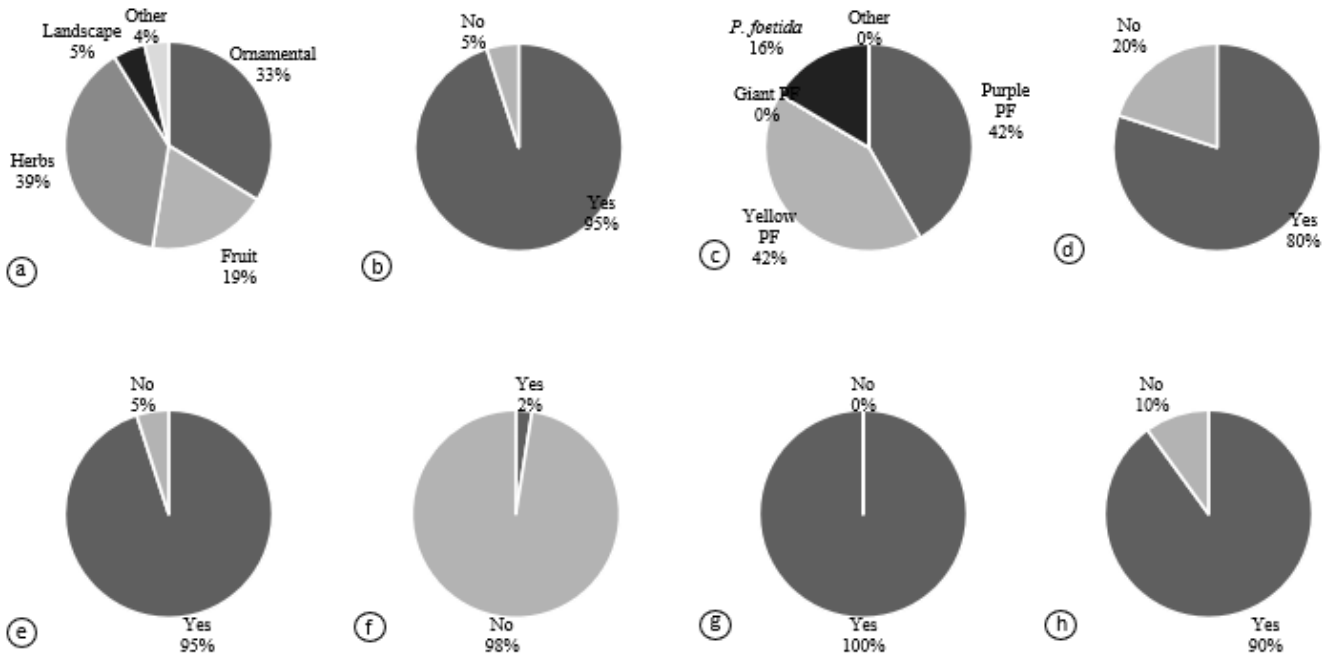 Other
4%
Landscape
5%
Ornamental
33%
Herbs
39%
Fruit
19%
a
No
5%
Yes
95%
b
P. foetida
16%
Other
0%
Giant PF
0%
Purple
PF
42%
Yellow
PF
42%
c
No
20%
Yes
80%
d
No
5%
Yes
95%
e
Yes
2%
No
98%
f
No
0%
Yes
100%
g
No
10%
Yes
90%
h